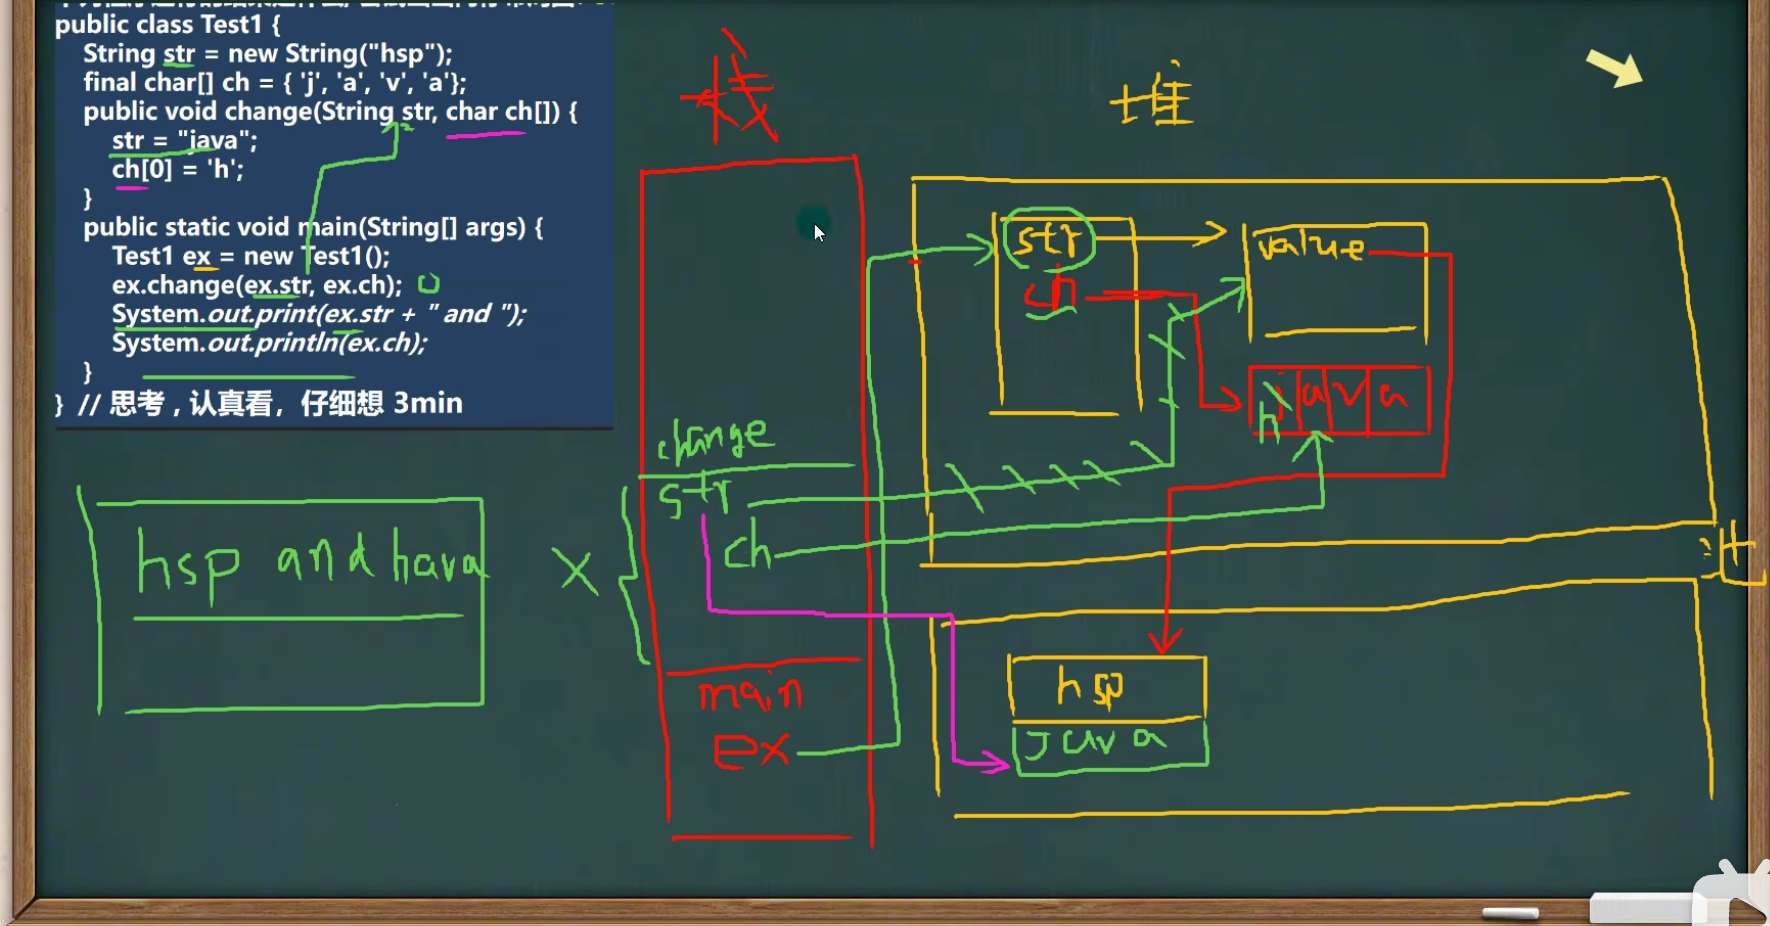 public class Test1 {
String str = new String("hsp");
final char[] ch = { 'j', 'a', 'v', 'a'};
public void change(String str, char ch[]) {
str = "java";
ch[0] = 'h';
}
public static void main(String[] args) {
Test1 ex = new Test1();
ex.change(ex.str, ex.ch);
System.out.print(ex.str + " and ");
System.out.println(ex.ch);
}
} // 思考，认真看，仔细想 3min
栈
堆
str
ch
value
j a v a
h
change
str
ch
hsp and hava
main
ex
hsp
java